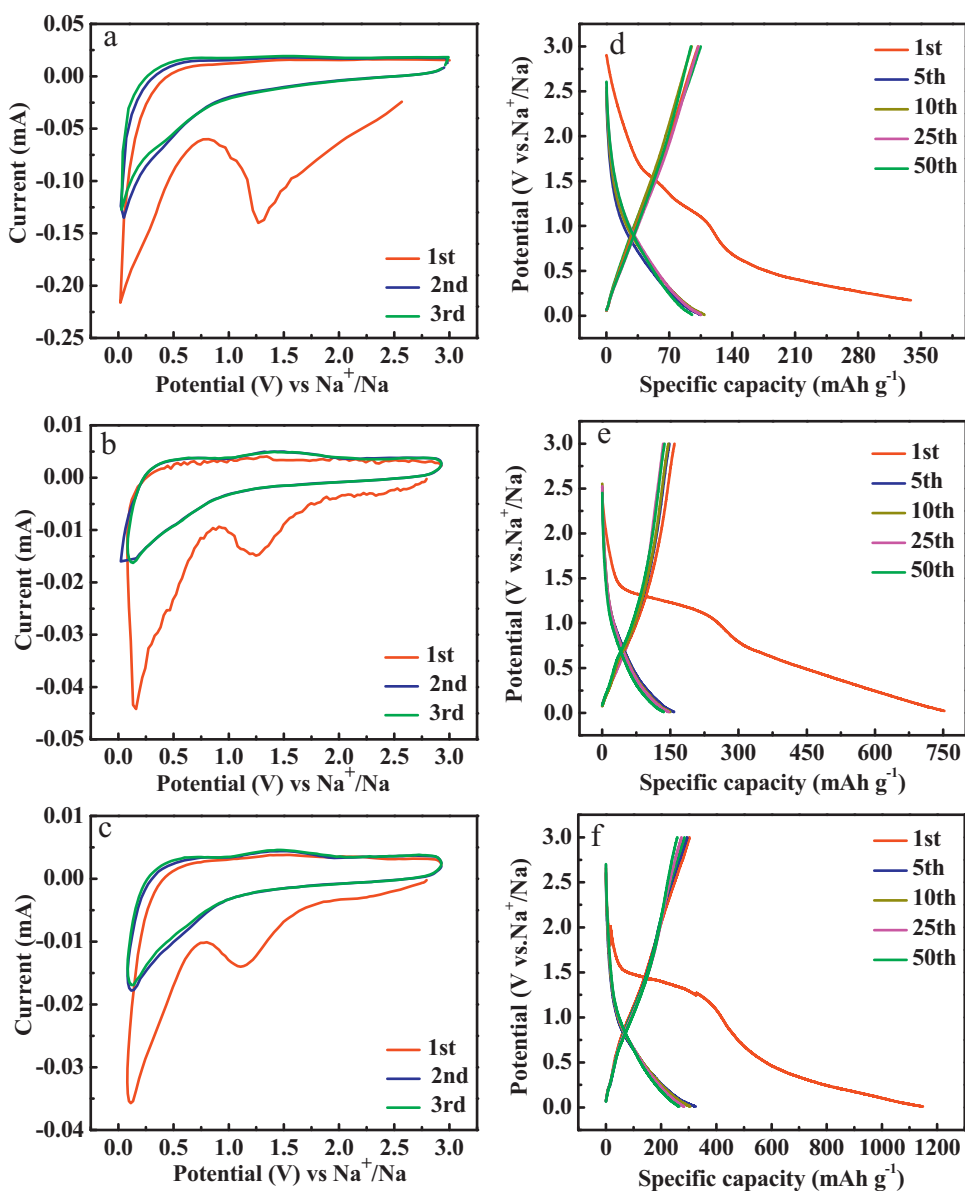 a
0.05
0.00
-0.05
-0.10
-0.15
-0.20
-0.25
Current (mA)
1st
2nd
3rd
0.0 0.5 1.0 1.5 2.0 2.5 3.0
Potential (V) vs Na⁺/Na
d
3.0
2.5
2.0
1.5
1.0
0.5
0.0
Potential (V vs.Na⁺/Na)
1st
5th
10th
25th
50th
0 70 140 210 280 350
Specific capacity (mAh g⁻¹)
b
0.01
0.00
-0.01
-0.02
-0.03
-0.04
-0.05
Current (mA)
1st
2nd
3rd
0.0 0.5 1.0 1.5 2.0 2.5 3.0
Potential (V) vs Na⁺/Na
e
3.0
2.5
2.0
1.5
1.0
0.5
0.0
Potential (V vs.Na⁺/Na)
1st
5th
10th
25th
50th
0 150 300 450 600 750
Specific capacity (mAh g⁻¹)
c
0.01
0.00
-0.01
-0.02
-0.03
-0.04
Current (mA)
1st
2nd
3rd
0.0 0.5 1.0 1.5 2.0 2.5 3.0
Potential (V) vs Na⁺/Na
f
3.0
2.5
2.0
1.5
1.0
0.5
0.0
Potential (V vs.Na⁺/Na)
1st
5th
10th
25th
50th
0 200 400 600 800 1000 1200
Specific capacity (mAh g⁻¹)